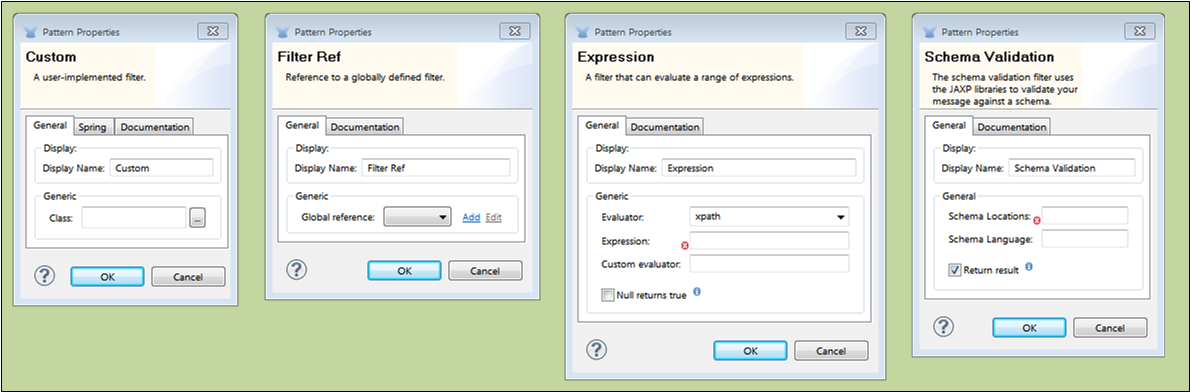 Pattern Properties
Custom
A user-implemented filter.
General
Spring
Documentation
Display:
Display Name:
Custom
Generic
Class:
...
?
OK
Cancel
Pattern Properties
Filter Ref
Reference to a globally defined filter.
General
Documentation
Display:
Display Name:
Filter Ref
Generic
Global reference:
Add
Edit
?
OK
Cancel
Pattern Properties
Expression
A filter that can evaluate a range of expressions.
General
Documentation
Display:
Display Name:
Expression
Generic
Evaluator:
xpath
Expression:
Custom evaluator:
Null returns true
?
OK
Cancel
Pattern Properties
Schema Validation
The schema validation filter uses
the JAXP libraries to validate your
message against a schema.
General
Documentation
Display:
Display Name:
Schema Validation
General
Schema Locations:
Schema Language:
Return result
?
OK
Cancel